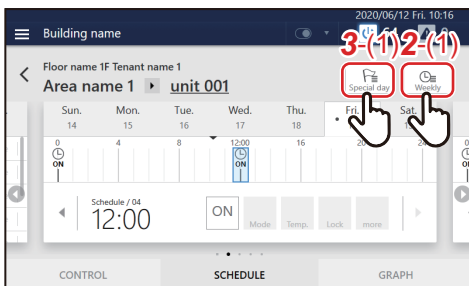 2020/06/12 Fri. 10:16
Building name
3-(1) 2-(1)
Floor name 1F Tenant name 1
Area name 1 unit 001
Special day Weekly
Sun. Mon. Tue. Wed. Thu. Fri. Sat.
14 15 16 17 18
0 4 8 12:00 16 20 24
ON ON
Schedule / 04
12:00 ON Mode Temp. Lock more
CONTROL SCHEDULE GRAPH